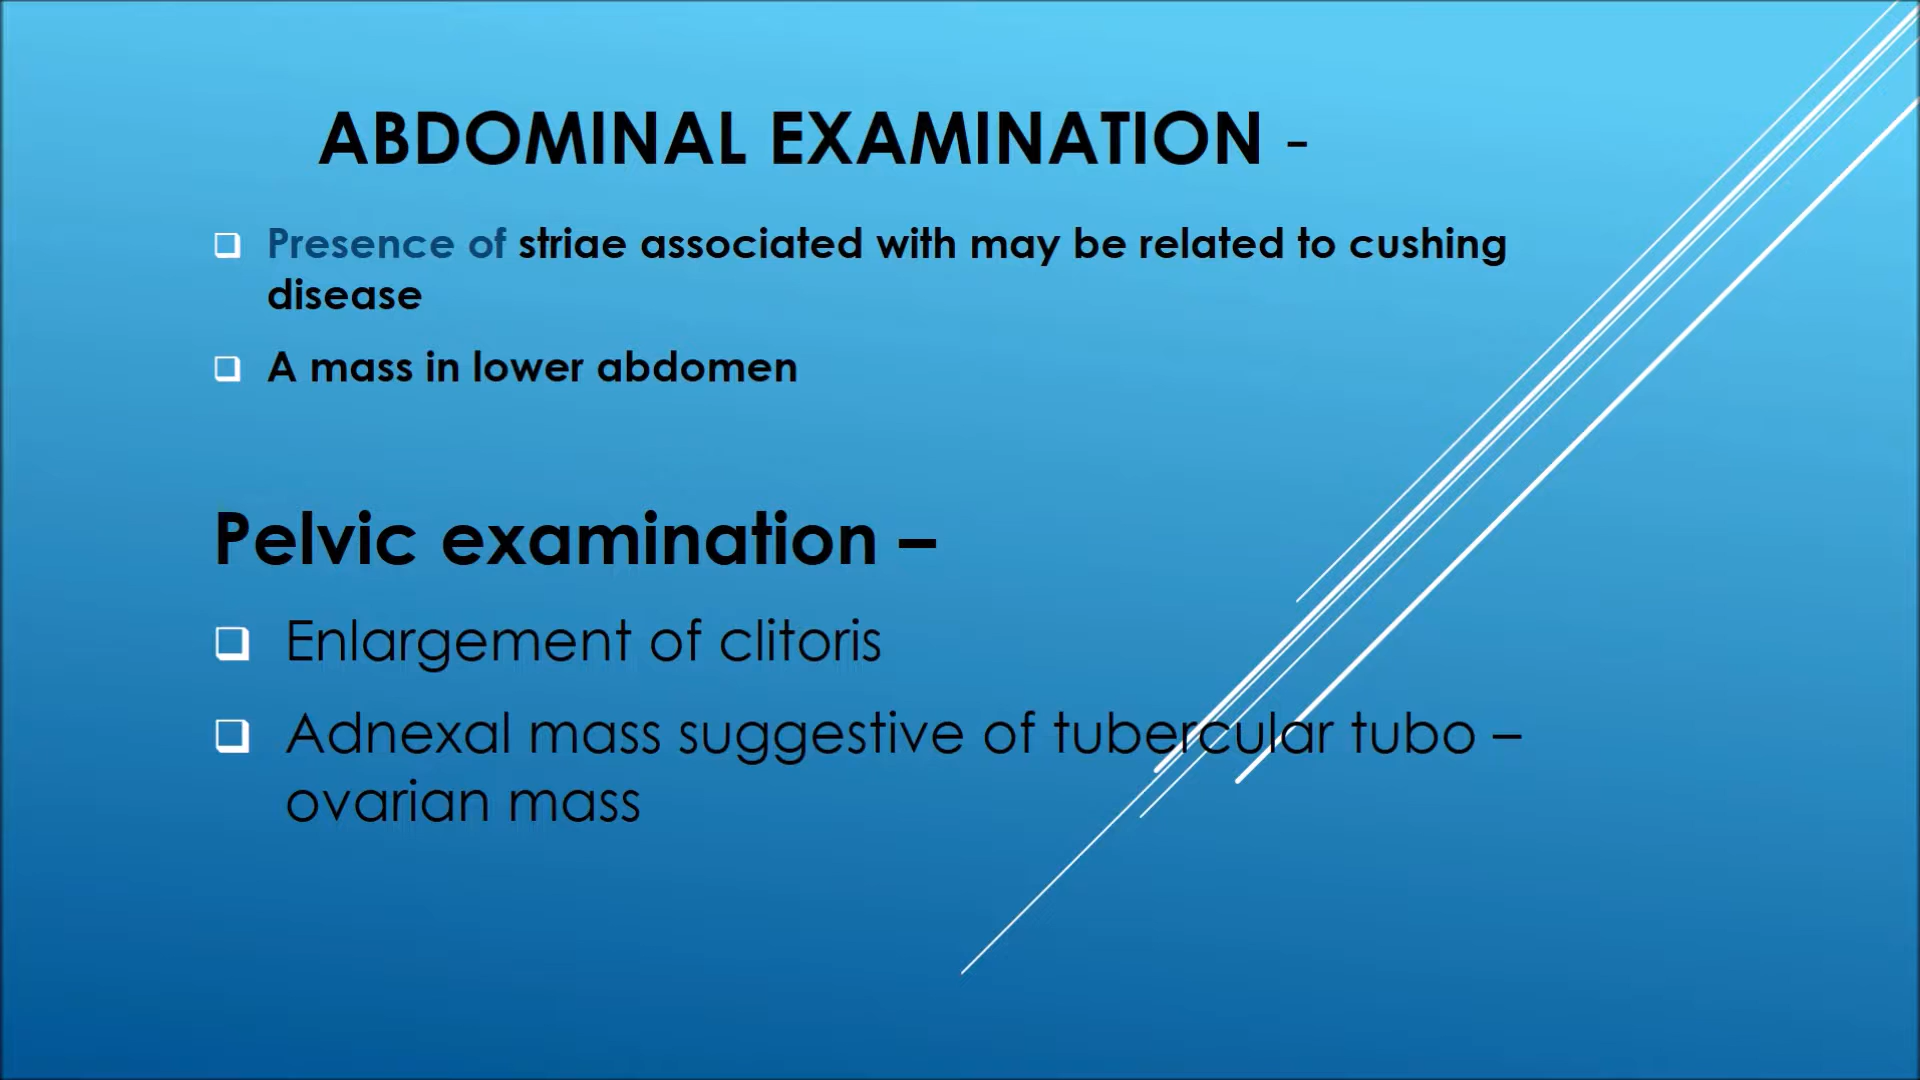 ABDOMINAL EXAMINATION -
Presence of striae associated with may be related to cushing
disease
A mass in lower abdomen
Pelvic examination –
Enlargement of clitoris
Adnexal mass suggestive of tubercular tubo –
ovarian mass